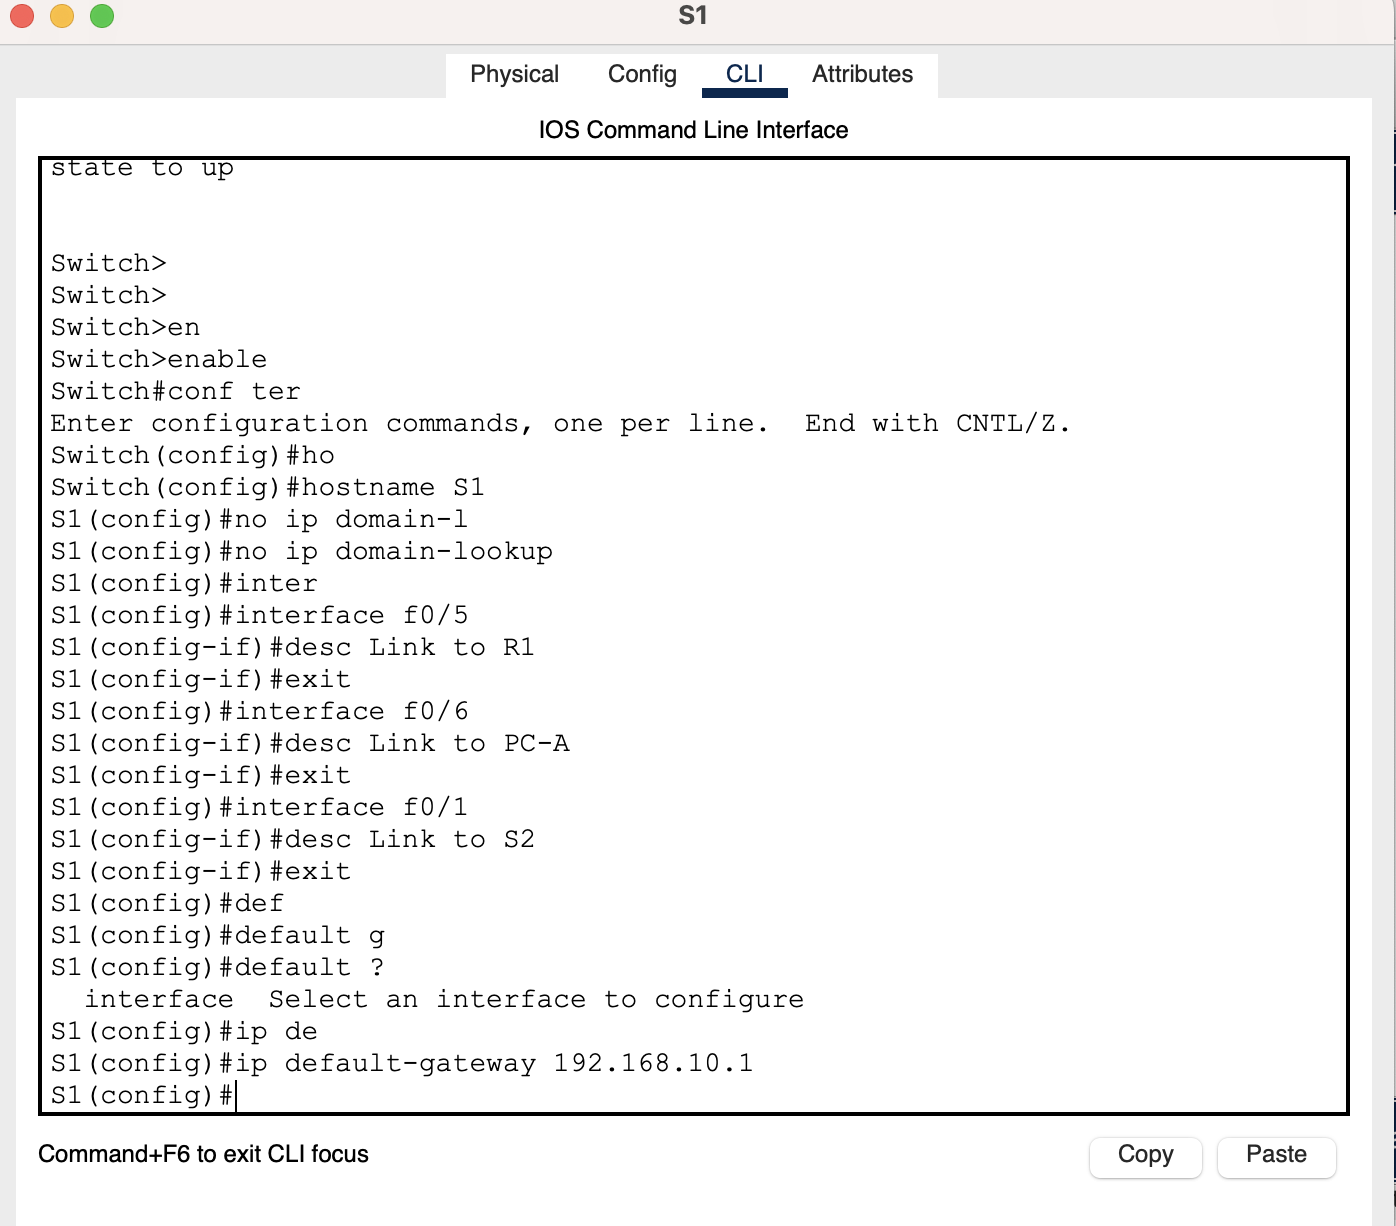 S1
Physical Config CLI Attributes
IOS Command Line Interface
state to up
Switch>
Switch>
Switch>en
Switch>enable
Switch#conf ter
Enter configuration commands, one per line.  End with CNTL/Z.
Switch(config)#ho
Switch(config)#hostname S1
S1(config)#no ip domain-l
S1(config)#no ip domain-lookup
S1(config)#inter
S1(config)#interface f0/5
S1(config-if)#desc Link to R1
S1(config-if)#exit
S1(config)#interface f0/6
S1(config-if)#desc Link to PC-A
S1(config-if)#exit
S1(config)#interface f0/1
S1(config-if)#desc Link to S2
S1(config-if)#exit
S1(config)#def
S1(config)#default g
S1(config)#default ?
  interface  Select an interface to configure
S1(config)#ip de
S1(config)#ip default-gateway 192.168.10.1
S1(config)#
Command+F6 to exit CLI focus
Copy Paste